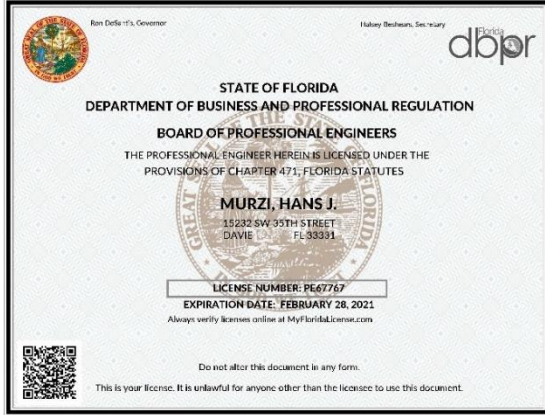 Ron DeSantis, Governor
Halsey Beshears, Secretary
Florida
dbpr
STATE OF FLORIDA
DEPARTMENT OF BUSINESS AND PROFESSIONAL REGULATION
BOARD OF PROFESSIONAL ENGINEERS
THE PROFESSIONAL ENGINEER HEREIN IS LICENSED UNDER THE
PROVISIONS OF CHAPTER 471, FLORIDA STATUTES
MURZI, HANS J.
15232 SW 35TH STREET
DAVIE FL 33331
LICENSE NUMBER: PE67767
EXPIRATION DATE: FEBRUARY 28, 2021
Always verify licenses online at MyFloridaLicense.com
Do not alter this document in any form.
This is your license. It is unlawful for anyone other than the licensee to use this document.